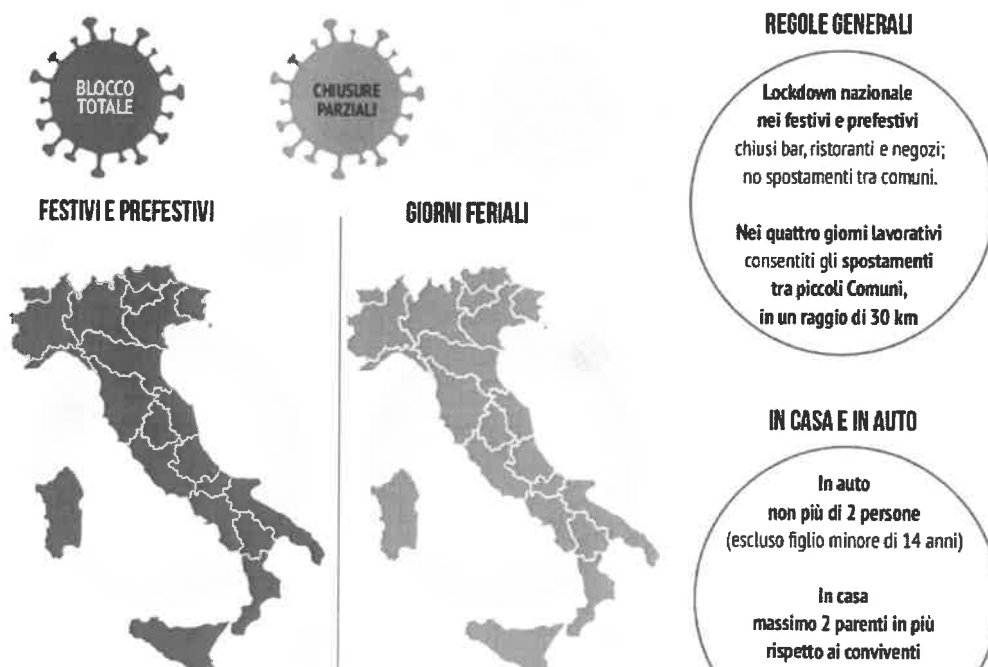 BLOCCO
TOTALE
CHIUSURE
PARZIALI
FESTIVI E PREFESTIVI
GIORNI FERIALI
REGOLE GENERALI
Lockdown nazionale
nei festivi e prefestivi
chiusi bar, ristoranti e negozi;
no spostamenti tra comuni.
Nei quattro giorni lavorativi
consentiti gli spostamenti
tra piccoli Comuni,
in un raggio di 30 km
IN CASA E IN AUTO
In auto
non più di 2 persone
(escluso figlio minore di 14 anni)
In casa
massimo 2 parenti in più
rispetto ai conviventi